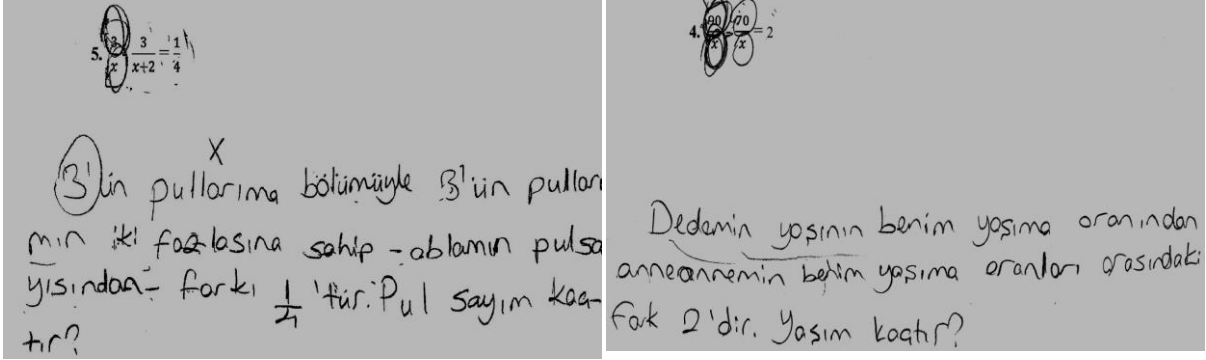 5. 3/x - 3/x+2 = 1/4
3'ün pullarıma bölümüyle 3'ün pulları
x
mın iki fazlasına sahip - ablamın pulsa
yısından - farkı 1/4 'tür. Pul sayım kaç-
tır?
4. 90/x - 70/x = 2
Dedemin yaşının benim yaşıma oranından
anneannemin benim yaşıma oranları arasındaki
fark 2'dir. Yaşım kaçtır?